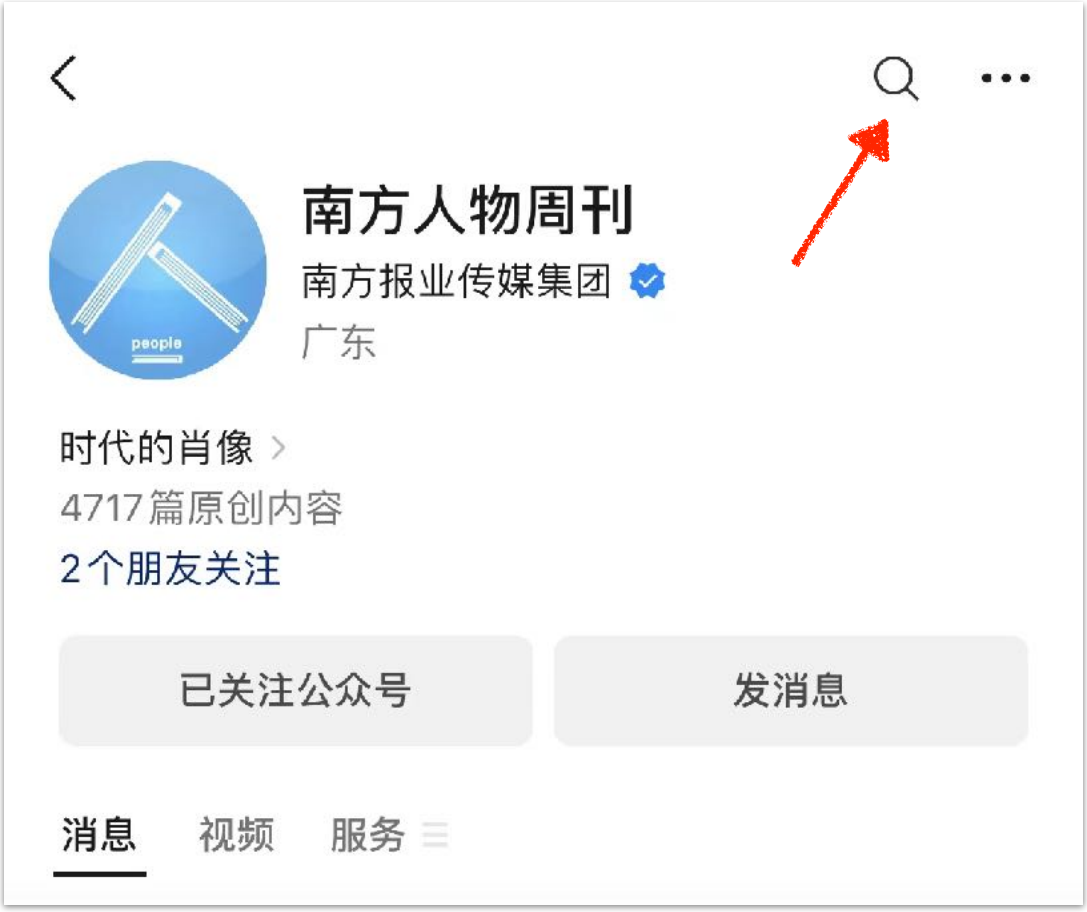 南方人物周刊
南方报业传媒集团
广东
people
时代的肖像
4717篇原创内容
2个朋友关注
已关注公众号
发消息
消息 视频 服务